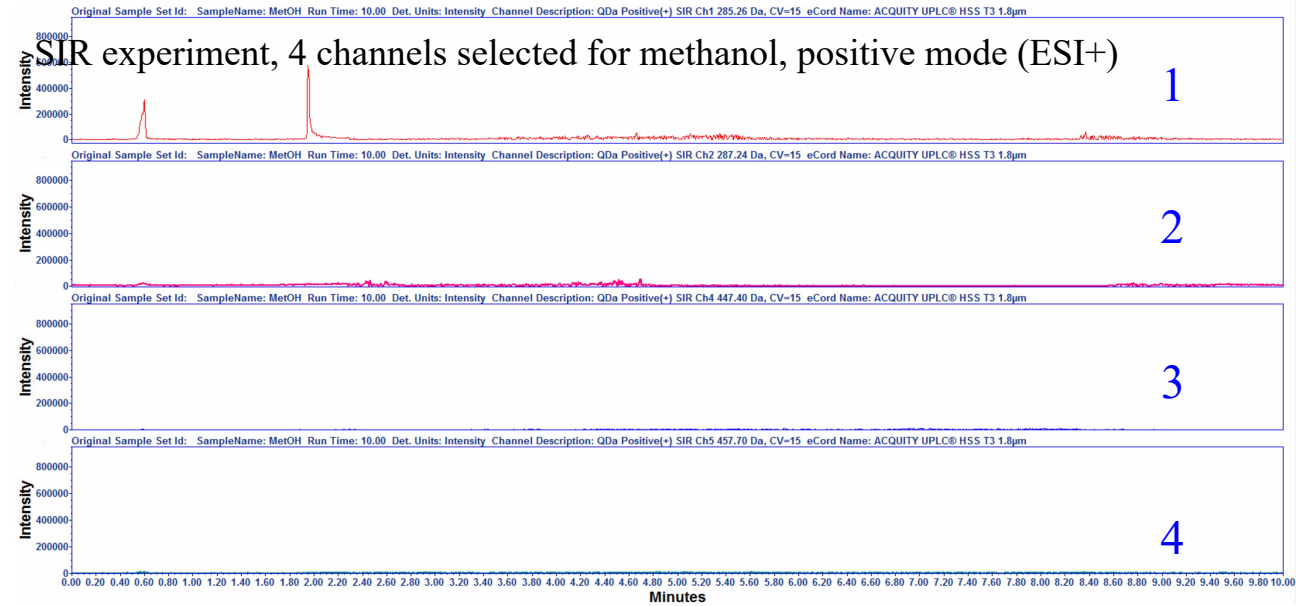 Original Sample Set Id: SampleName: MetOH Run Time: 10.00 Det. Units: Intensity Channel Description: QDa Positive(+) SIR Ch1 285.26 Da, CV=15 eCord Name: ACQUITY UPLC® HSS T3 1.8µm
SIR experiment, 4 channels selected for methanol, positive mode (ESI+)
Intensity
800000
600000
400000
200000
0
1
Original Sample Set Id: SampleName: MetOH Run Time: 10.00 Det. Units: Intensity Channel Description: QDa Positive(+) SIR Ch2 287.24 Da, CV=15 eCord Name: ACQUITY UPLC® HSS T3 1.8µm
Intensity
800000
600000
400000
200000
0
2
Original Sample Set Id: SampleName: MetOH Run Time: 10.00 Det. Units: Intensity Channel Description: QDa Positive(+) SIR Ch4 447.40 Da, CV=15 eCord Name: ACQUITY UPLC® HSS T3 1.8µm
Intensity
800000
600000
400000
200000
0
3
Original Sample Set Id: SampleName: MetOH Run Time: 10.00 Det. Units: Intensity Channel Description: QDa Positive(+) SIR Ch5 457.70 Da, CV=15 eCord Name: ACQUITY UPLC® HSS T3 1.8µm
Intensity
800000
600000
400000
200000
0
4
0.00 0.20 0.40 0.60 0.80 1.00 1.20 1.40 1.60 1.80 2.00 2.20 2.40 2.60 2.80 3.00 3.20 3.40 3.60 3.80 4.00 4.20 4.40 4.60 4.80 5.00 5.20 5.40 5.60 5.80 6.00 6.20 6.40 6.60 6.80 7.00 7.20 7.40 7.60 7.80 8.00 8.20 8.40 8.60 8.80 9.00 9.20 9.40 9.60 9.80 10.00
Minutes